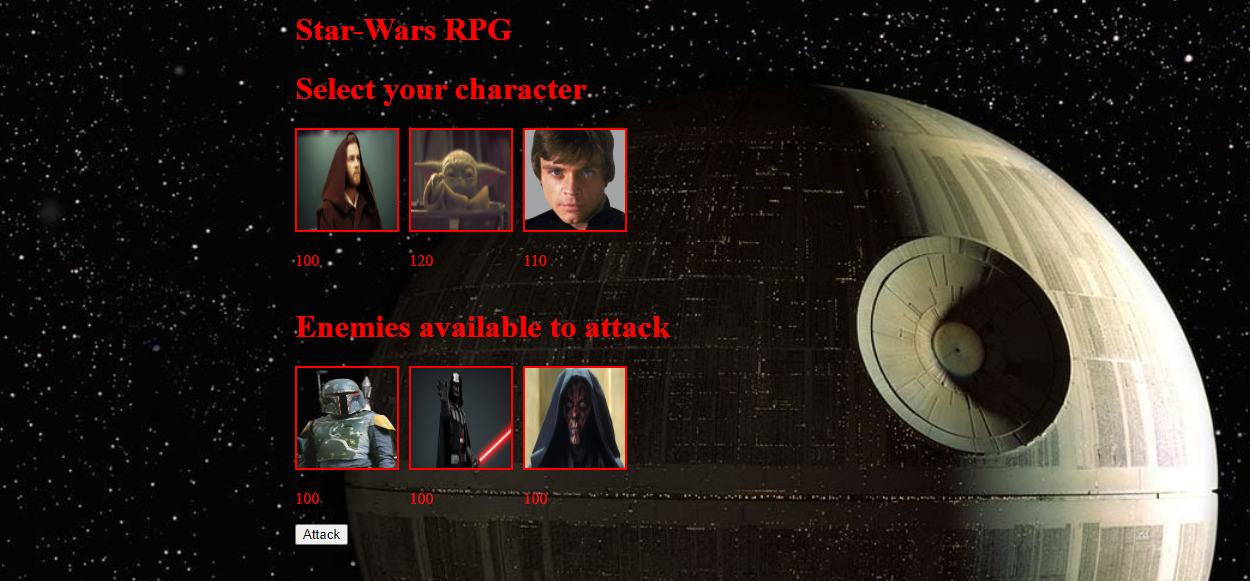 Star-Wars RPG
Select your character
100 120 110
Enemies available to attack
100 100 100
Attack